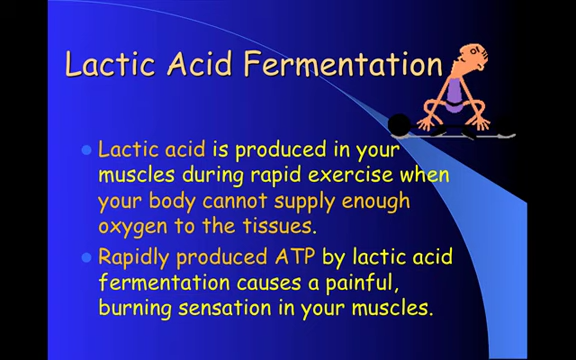 Lactic Acid Fermentation
Lactic acid is produced in your
muscles during rapid exercise when
your body cannot supply enough
oxygen to the tissues.
Rapidly produced ATP by lactic acid
fermentation causes a painful,
burning sensation in your muscles.